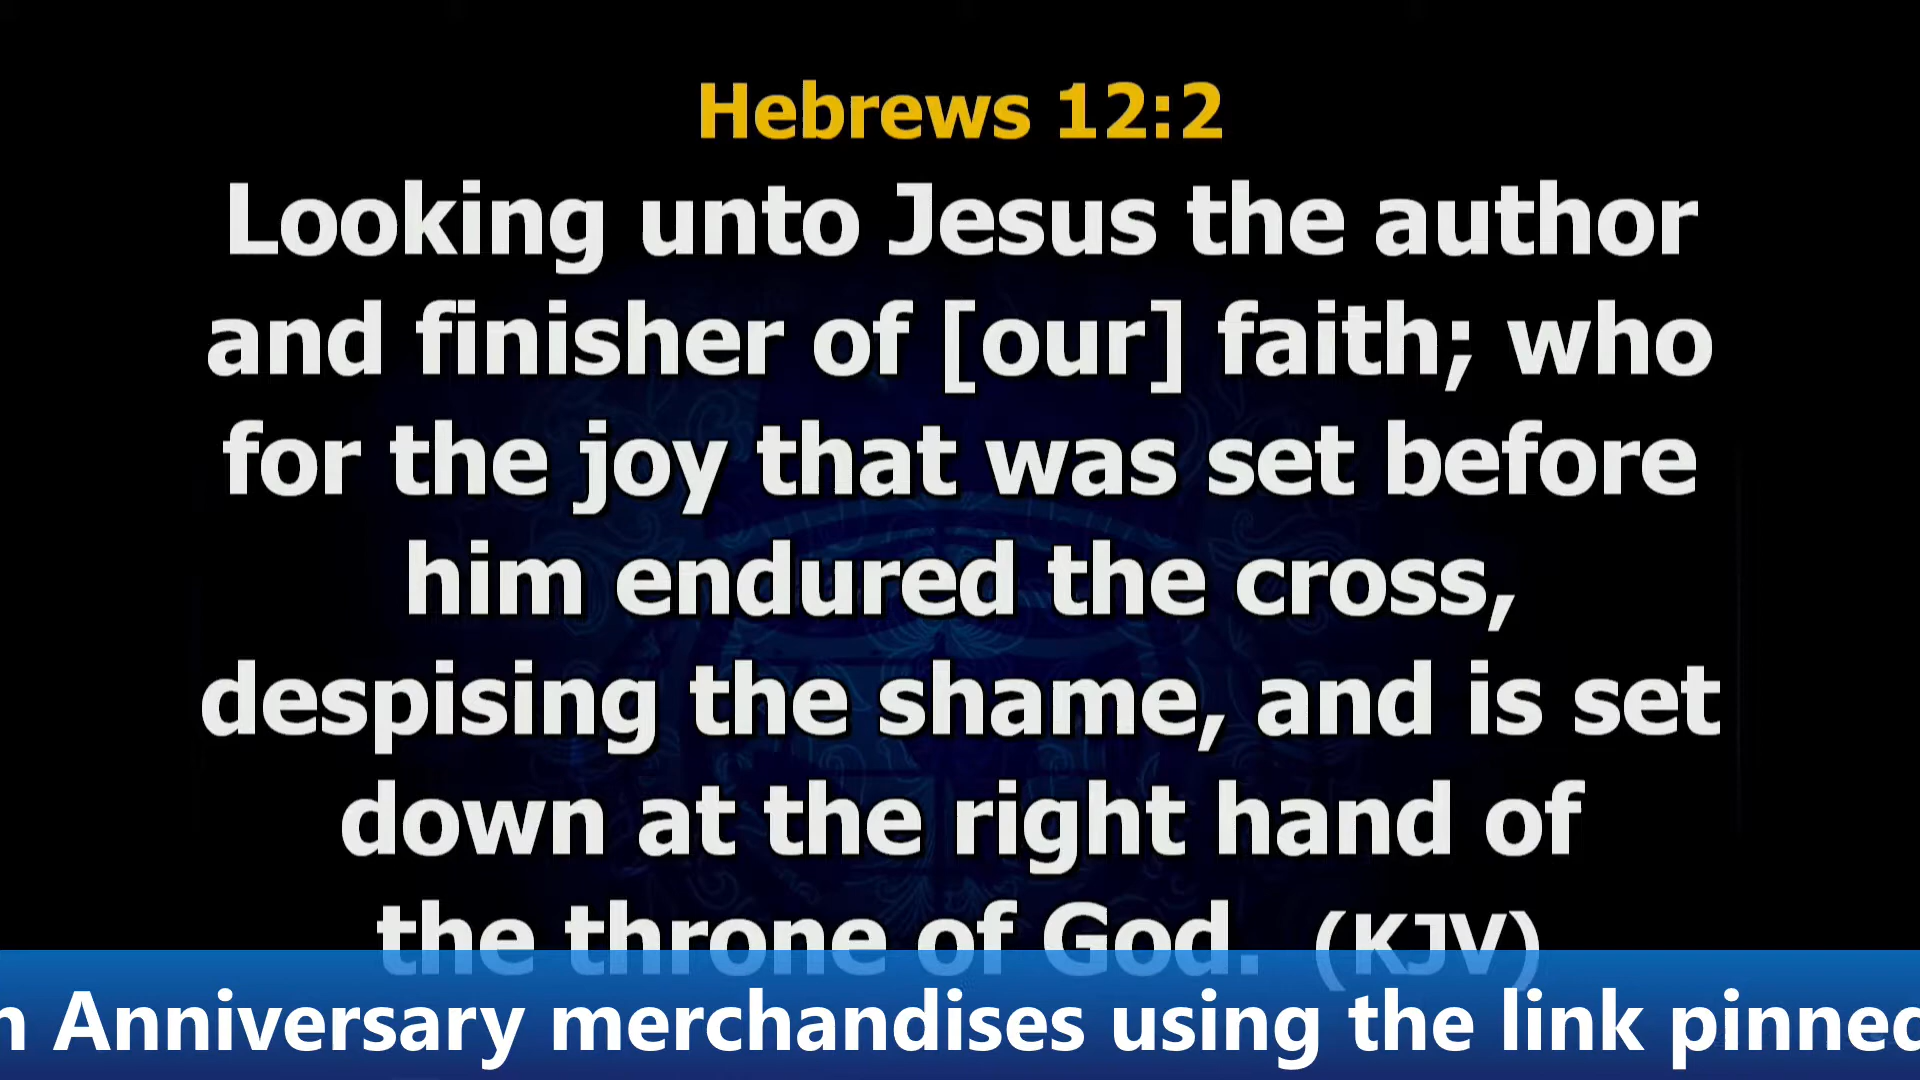 Hebrews 12:2
Looking unto Jesus the author
and finisher of [our] faith; who
for the joy that was set before
him endured the cross,
despising the shame, and is set
down at the right hand of
the throne of God. (KJV)
Anniversary merchandises using the link pinned